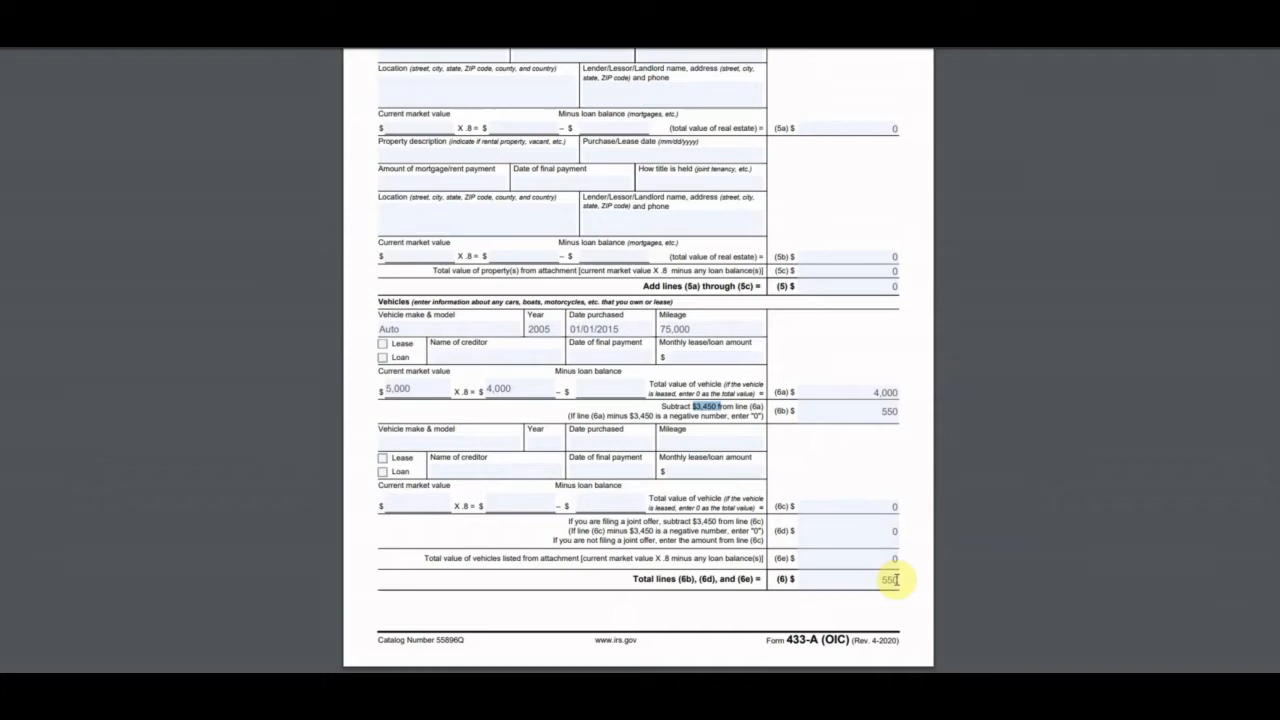 Location (street, city, state, ZIP code, county, and country) Lender/Lessor/Landlord name, address (street, city, state, ZIP code) and phone
Current market value Minus loan balance (mortgages, etc.)
$ X .8 = $ – $ (total value of real estate) = (5a) $ 0
Property description (indicate if rental property, vacant, etc.) Purchase/Lease date (mm/dd/yyyy)
Amount of mortgage/rent payment Date of final payment How title is held (joint tenancy, etc.)
Location (street, city, state, ZIP code, county, and country) Lender/Lessor/Landlord name, address (street, city, state, ZIP code) and phone
Current market value Minus loan balance (mortgages, etc.)
$ X .8 = $ – $ (total value of real estate) = (5b) $ 0
Total value of property(s) from attachment [current market value X .8 minus any loan balance(s)] (5c) $ 0
Add lines (5a) through (5c) = (5) $ 0
Vehicles (enter information about any cars, boats, motorcycles, etc. that you own or lease)
Vehicle make & model Year Date purchased Mileage
Auto 2005 01/01/2015 75,000
Lease Name of creditor Date of final payment Monthly lease/loan amount
Loan $
Current market value Minus loan balance
$ 5,000 X .8 = $ 4,000 – $ Total value of vehicle (if the vehicle is leased, enter 0 as the total value) = (6a) $ 4,000
Subtract $3,450 from line (6a)
(If line (6a) minus $3,450 is a negative number, enter "0") (6b) $ 550
Vehicle make & model Year Date purchased Mileage
Lease Name of creditor Date of final payment Monthly lease/loan amount
Loan $
Current market value Minus loan balance
$ X .8 = $ – $ Total value of vehicle (if the vehicle is leased, enter 0 as the total value) = (6c) $ 0
If you are filing a joint offer, subtract $3,450 from line (6c)
(If line (6c) minus $3,450 is a negative number, enter "0") (6d) $ 0
If you are not filing a joint offer, enter the amount from line (6c)
Total value of vehicles listed from attachment [current market value X .8 minus any loan balance(s)] (6e) $ 0
Total lines (6b), (6d), and (6e) = (6) $ 550
Catalog Number 55896Q www.irs.gov Form 433-A (OIC) (Rev. 4-2020)